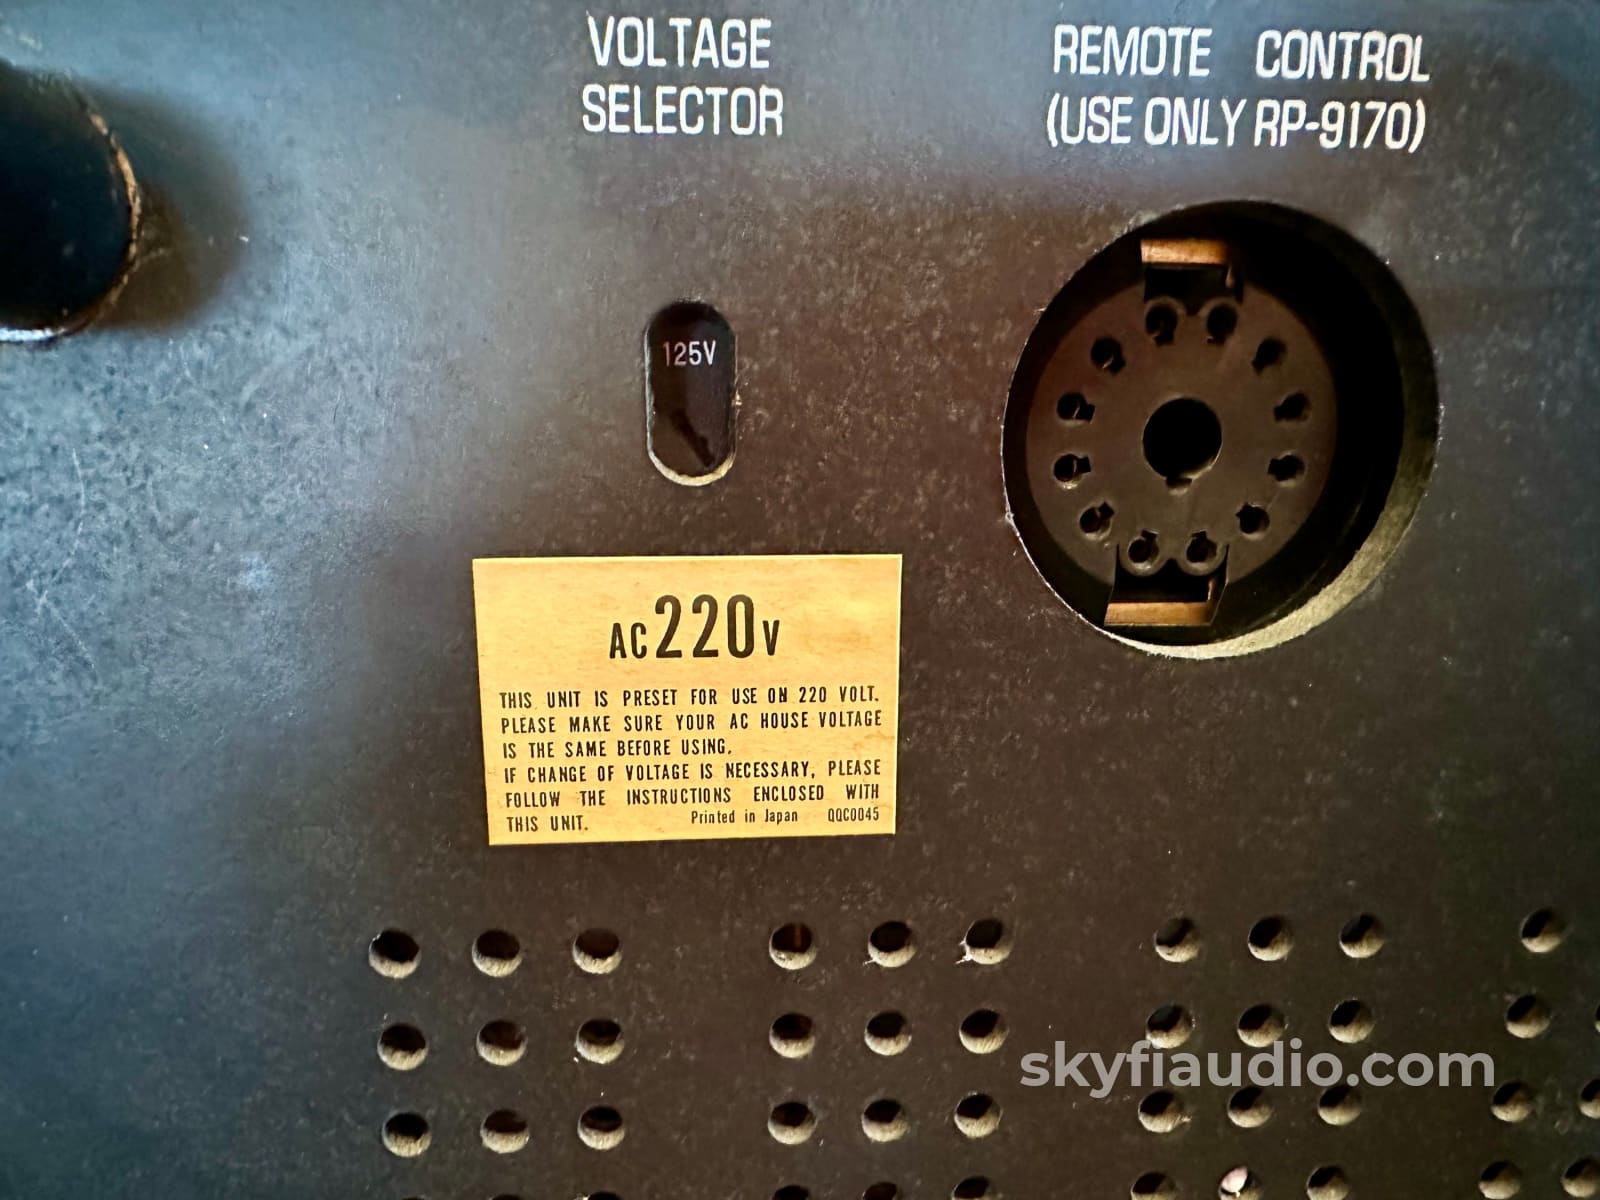 VOLTAGE
SELECTOR
REMOTE CONTROL
(USE ONLY RP-9170)
125V
AC 220V
THIS UNIT IS PRESET FOR USE ON 220 VOLT.
PLEASE MAKE SURE YOUR AC HOUSE VOLTAGE
IS THE SAME BEFORE USING.
IF CHANGE OF VOLTAGE IS NECESSARY, PLEASE
FOLLOW THE INSTRUCTIONS ENCLOSED WITH
THIS UNIT. Printed in Japan QQC0045
skyfiaudio.com